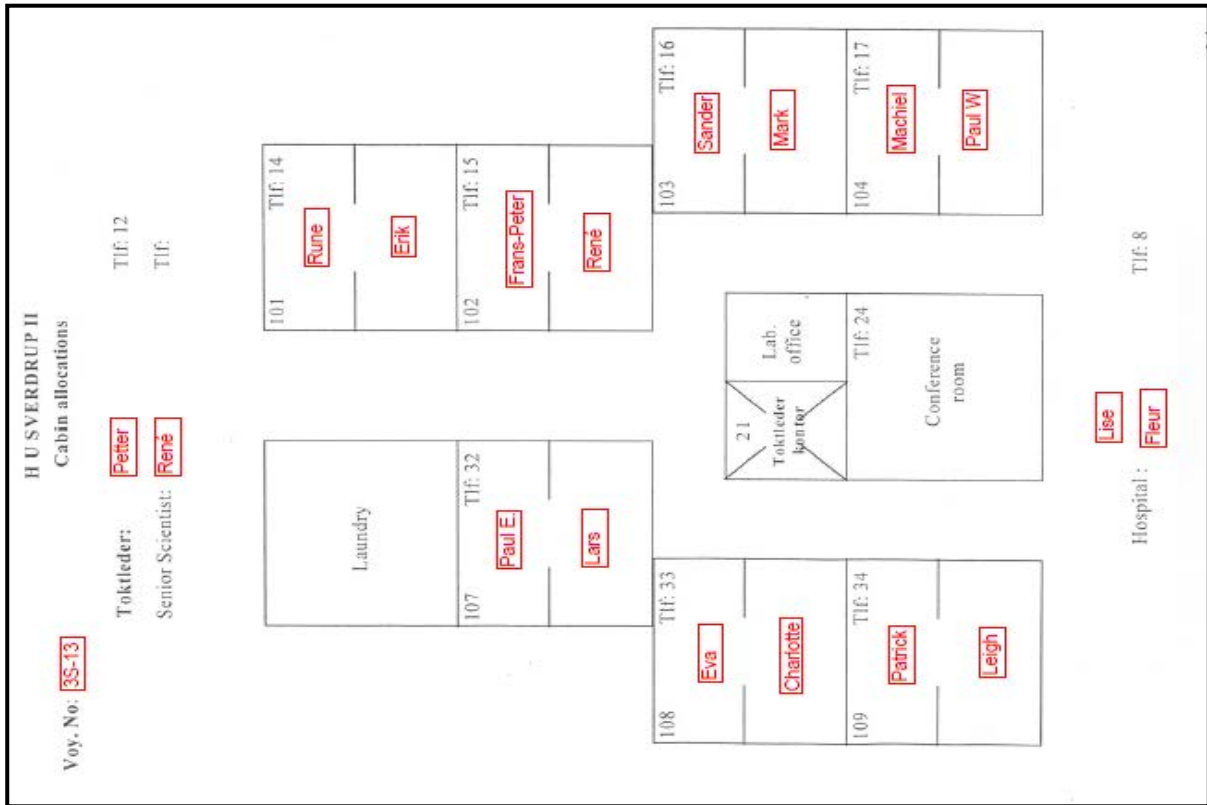 H U SVERDRUP II
Cabin allocations
Voy. No: 3S-13
Toktleder: Petter Tlf: 12
Senior Scientist: René Tlf:
Laundry
101 Tlf: 14
Rune
Erik
107 Tlf: 32
Paul E.
Lars
102 Tlf: 15
Frans-Peter
René
108 Tlf: 33
Eva
Charlotte
21
Toktleder
kontor
Lab.
office
103 Tlf: 16
Sander
Mark
109 Tlf: 34
Patrick
Leigh
Tlf: 24
Conference
room
104 Tlf: 17
Machiel
Paul W
Hospital : Lise Tlf: 8
Fleur